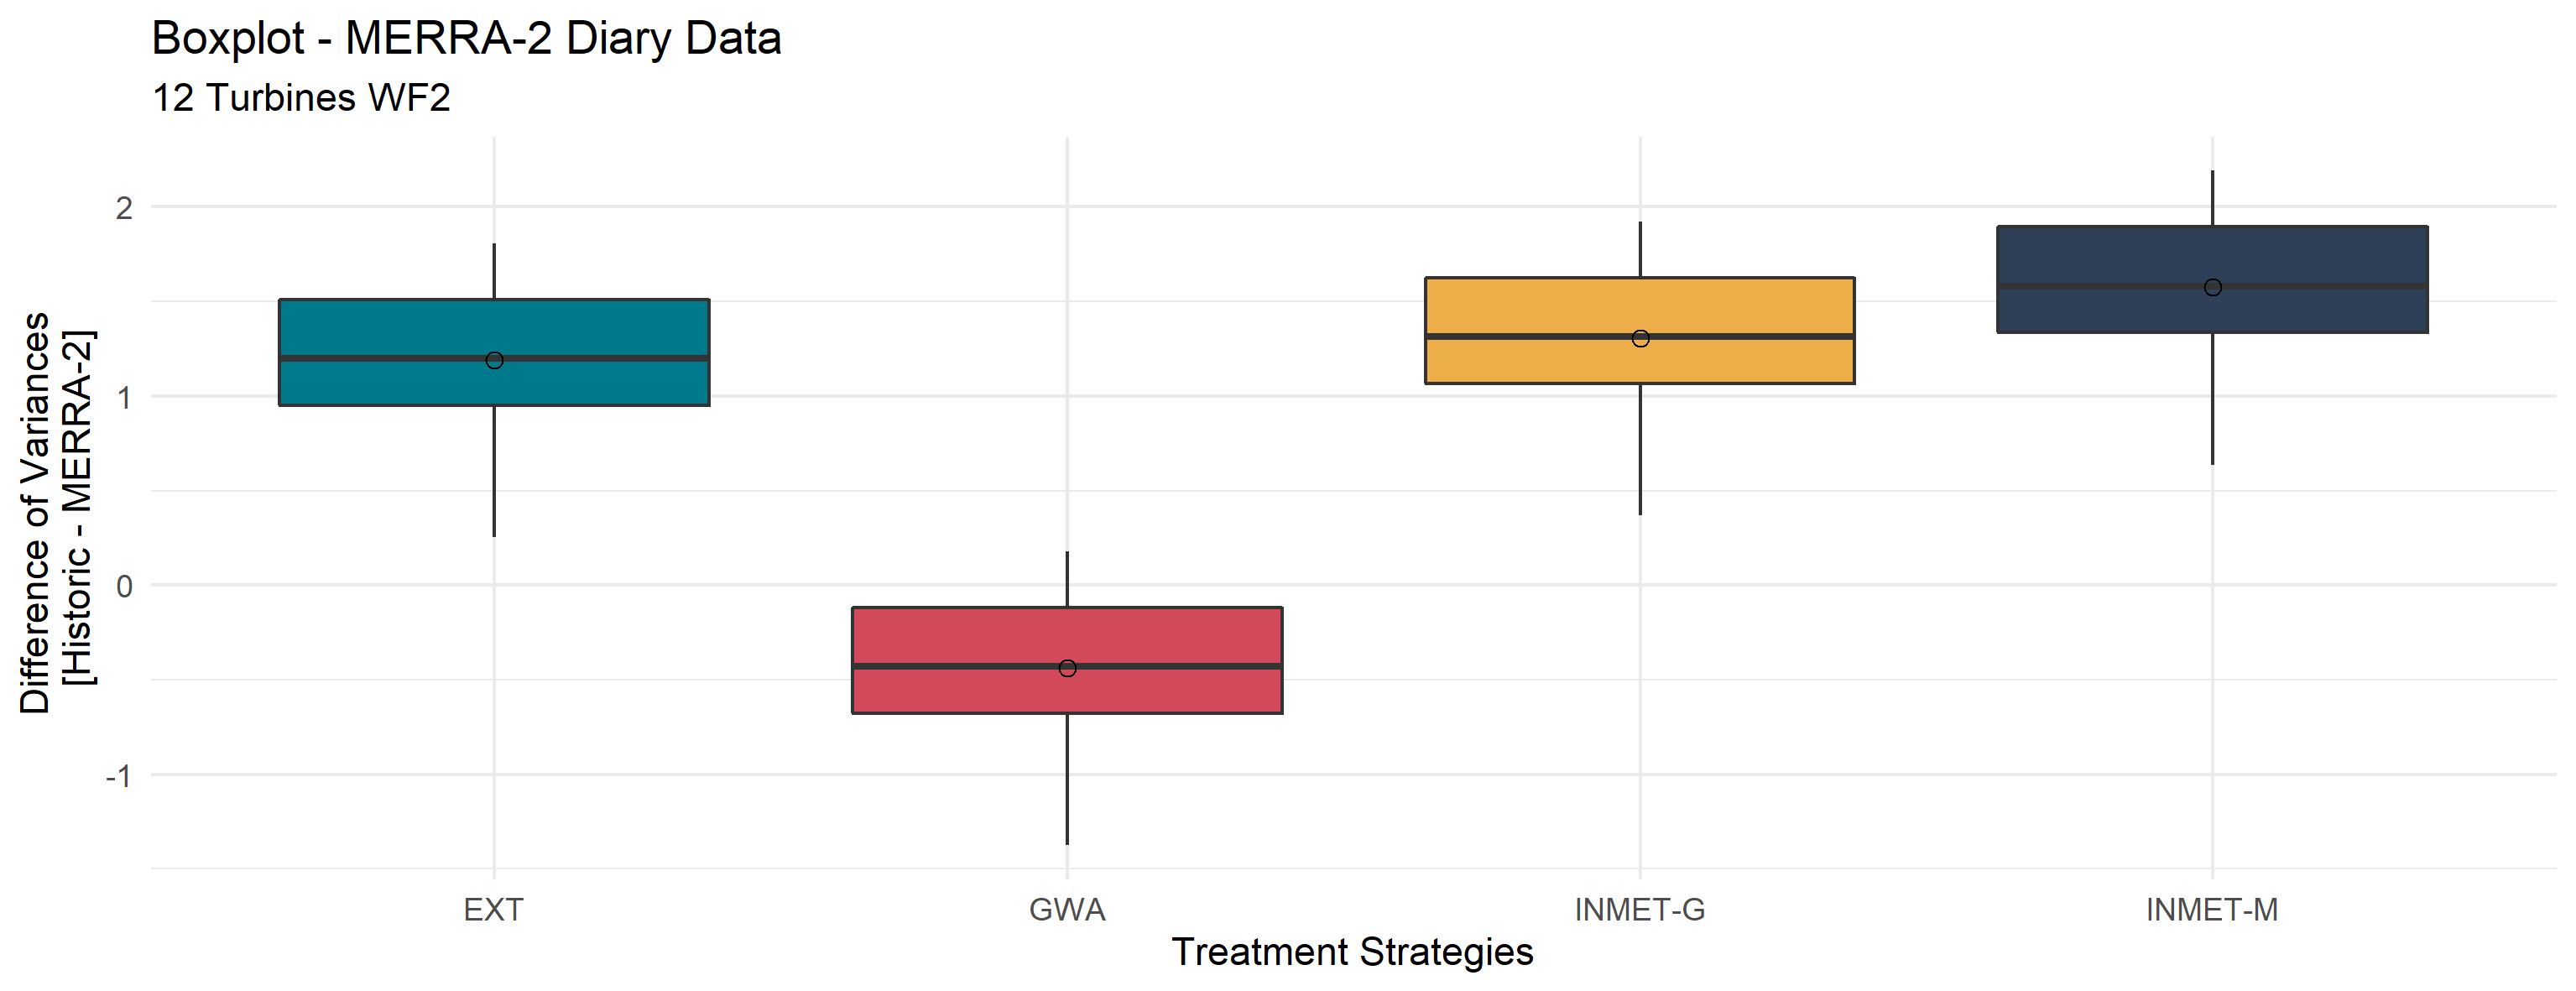 Boxplot - MERRA-2 Diary Data
12 Turbines WF2
Difference of Variances
[Historic - MERRA-2]
2
1
0
-1
EXT
GWA
INMET-G
INMET-M
Treatment Strategies